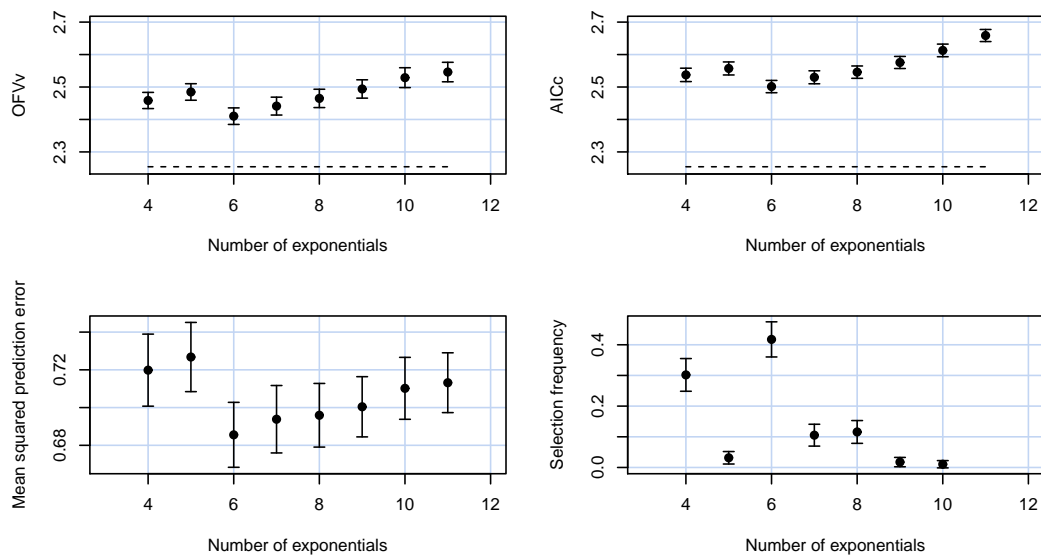 OFVv
2.3 2.5 2.7
4 6 8 10 12
Number of exponentials
AICc
2.3 2.5 2.7
4 6 8 10 12
Number of exponentials
Mean squared prediction error
0.68 0.72
4 6 8 10 12
Number of exponentials
Selection frequency
0.0 0.2 0.4
4 6 8 10 12
Number of exponentials